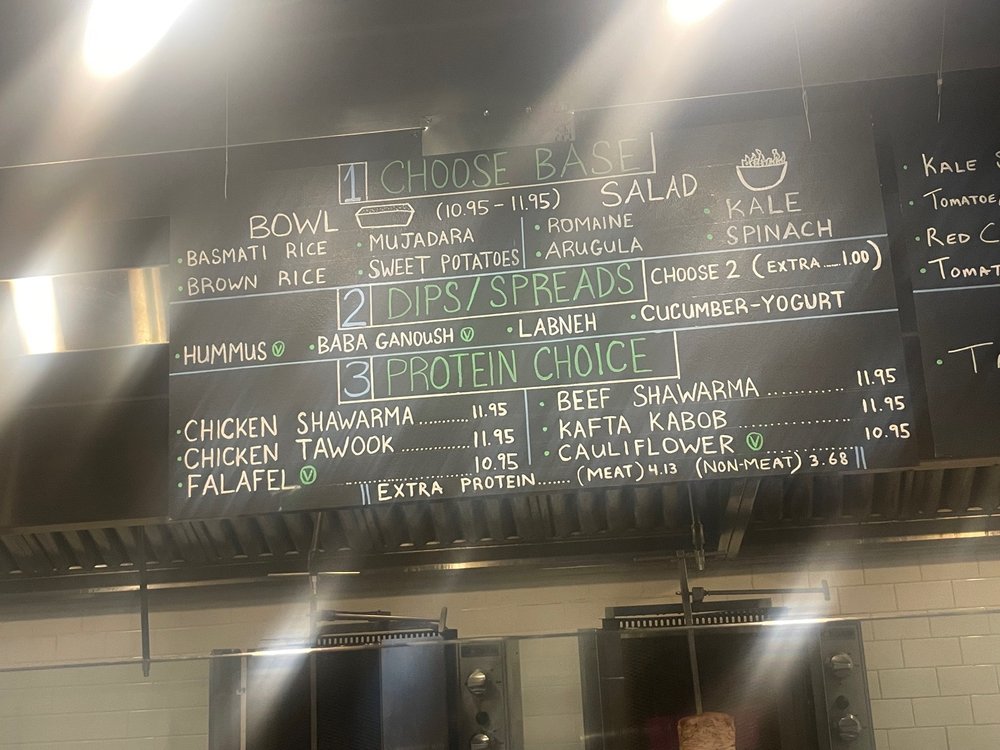 1 CHOOSE BASE
BOWL (10.95 - 11.95) SALAD
• BASMATI RICE • MUJADARA • ROMAINE • KALE
• BROWN RICE • SWEET POTATOES • ARUGULA • SPINACH
2 DIPS/SPREADS CHOOSE 2 (EXTRA....1.00)
• HUMMUS V • BABA GANOUSH V • LABNEH • CUCUMBER-YOGURT
3 PROTEIN CHOICE
• CHICKEN SHAWARMA..........11.95
• CHICKEN TAWOOK..............11.95
• FALAFEL V ..............10.95
• BEEF SHAWARMA............11.95
• KAFTA KABOB..............11.95
• CAULIFLOWER V ..............10.95
|| EXTRA PROTEIN....... (MEAT) 4.13 (NON-MEAT) 3.68 ||
• KALE
• RED